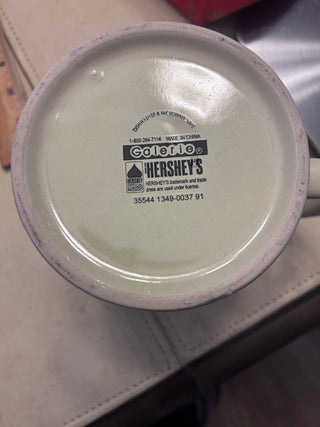 DISHWASHER & MICROWAVE SAFE
1-800-264-7114 MADE IN CHINA
Galerie®
HERSHEY'S
HERSHEY'S trademark and trade
dress are used under license.
35544 1349-0037 91